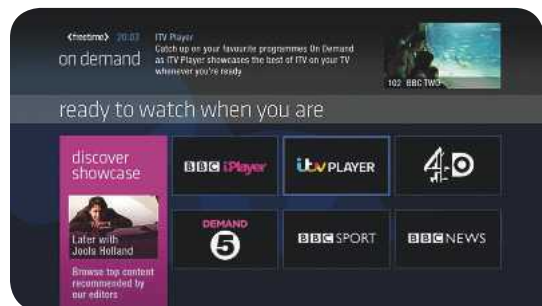 <freetime> 20:03
on demand
ITV Player
Catch up on your favourite programmes On Demand
as ITV Player showcases the best of ITV on your TV
whenever you're ready
102 BBC TWO
ready to watch when you are
discover
showcase
Later with
Jools Holland
Browse top content
recommended by
our editors
BBC iPlayer
itv PLAYER
4oD
DEMAND
5
BBC SPORT
BBC NEWS